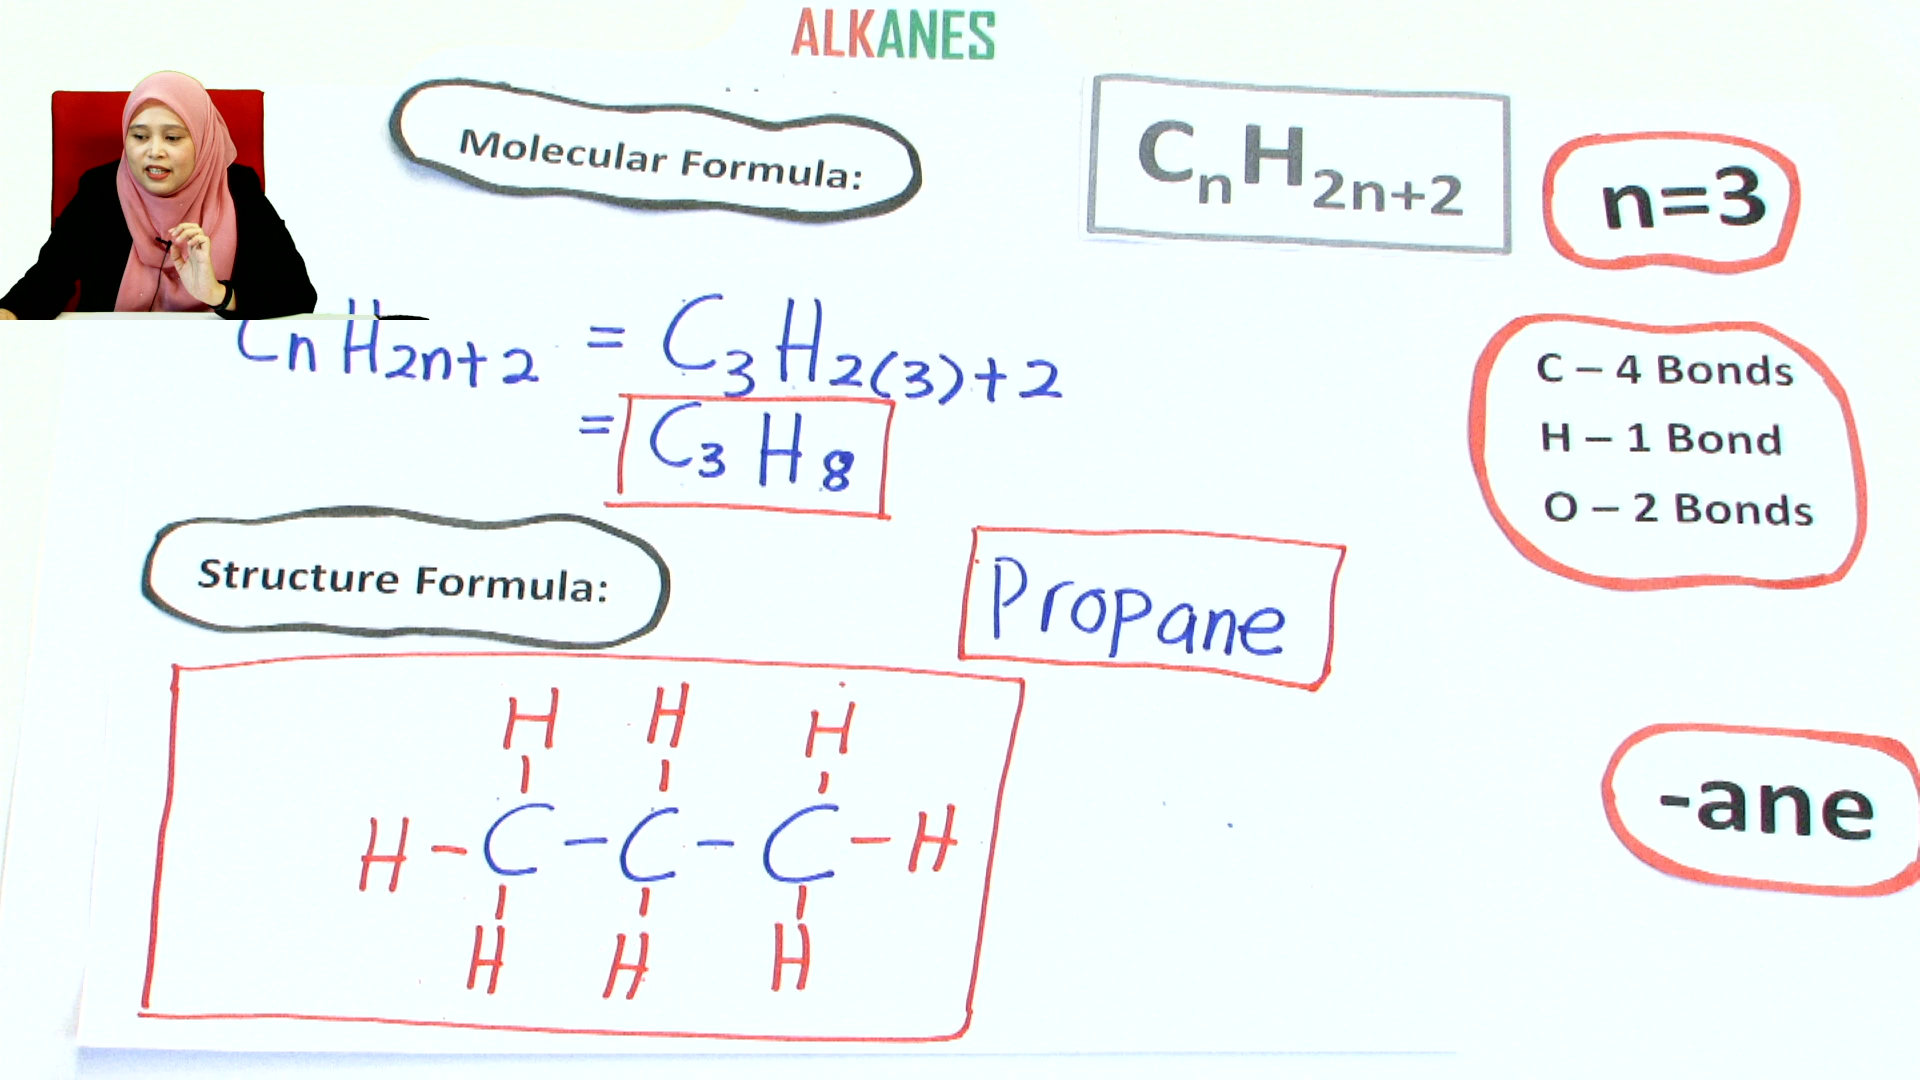 ALKANES
Molecular Formula:
CnH2n+2
n=3
CnH2n+2 = C3H2(3)+2
= C3H8
C – 4 Bonds
H – 1 Bond
O – 2 Bonds
Structure Formula:
Propane
H H H
H-C-C-C-H
H H H
-ane